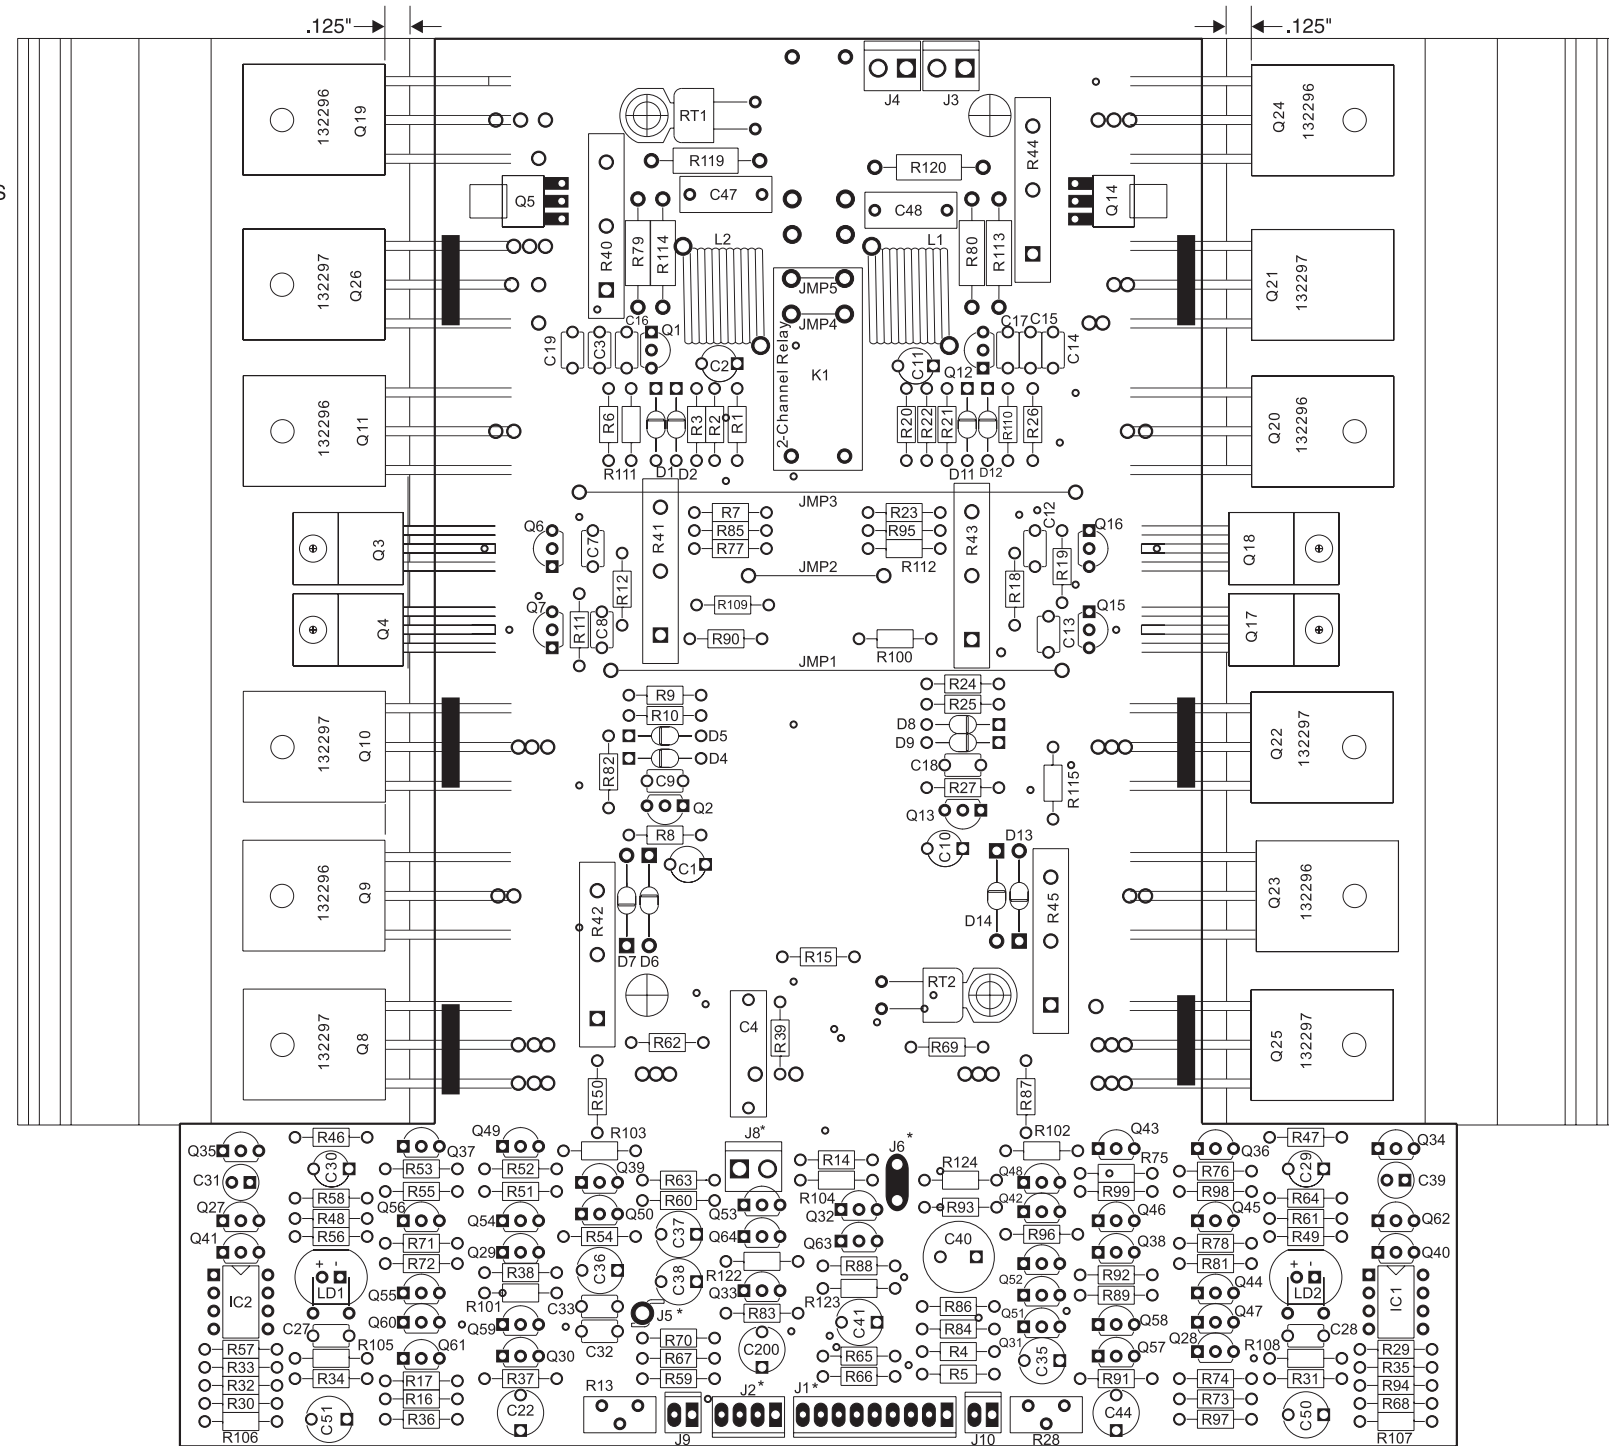 .125"
.125"
J4
J3
132296
Q19
RT1
R44
Q24
132296
R119
R120
S
Q5
C47
C48
Q14
R40
R79
R114
L2
L1
R80
R113
132297
Q26
JMP5
JMP4
Q21
132297
C19
C3
C16
Q1
C2
2-Channel Relay
K1
C11
Q12
C17
C15
C14
132296
Q11
R6
R3
R2
R1
R20
R22
R21
R110
R26
Q20
132296
R111
D1
D2
D11
D12
JMP3
Q3
Q6
C7
R12
R41
R7
R85
R77
R23
R95
R112
R43
C12
R18
R19
Q16
Q18
JMP2
Q4
Q7
R11
C8
R109
R90
R100
C13
Q15
Q17
JMP1
132297
Q10
R9
R10
D5
D4
R82
C9
Q2
R8
C1
R24
R25
D8
D9
C18
R27
Q13
C10
R115
Q22
132297
132296
Q9
R42
D7
D6
D13
D14
R45
Q23
132296
R15
132297
Q8
R62
C4
R39
RT2
R69
Q25
132297
R50
R87
Q35
R46
Q37
Q49
R103
J8*
J6*
R102
Q43
Q36
R47
Q34
C31
C30
R53
R52
Q39
R63
R14
R124
Q48
R75
R76
C29
C39
R58
R55
R51
R60
R104
R93
Q42
R99
R98
R64
Q27
R48
Q56
Q54
Q50
Q53
Q32
Q46
Q45
R61
Q62
Q41
R56
R71
Q29
R54
C37
Q64
Q63
C40
R96
Q38
R78
R49
Q40
R72
R38
C36
C38
R122
R88
Q52
R92
R81
IC2
+ -
LD1
Q55
R101
C33
Q33
R123
R89
Q44
+ -
LD2
IC1
Q60
Q59
J5*
R83
C41
R86
Q51
Q58
Q47
C27
R105
Q61
Q30
C32
R70
C200
R84
Q31
Q57
Q28
R108
C28
R57
R33
R34
R17
R37
R67
R65
R4
C35
R91
R74
R31
R29
R35
R32
R16
R59
R66
R5
R73
R94
R30
C51
R36
C22
R13
J2*
J1*
C44
R97
C50
R68
R106
J9
J10
R28
R107